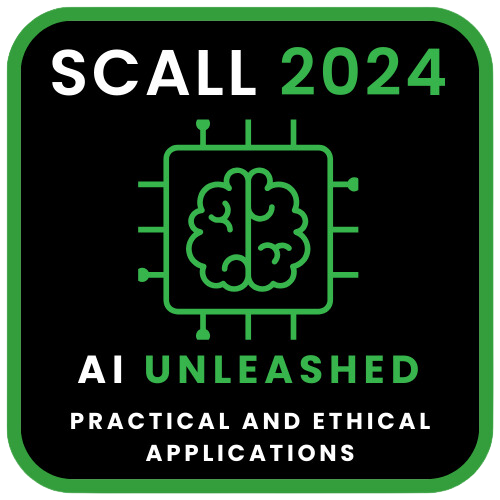 SCALL 2024
AI UNLEASHED
PRACTICAL AND ETHICAL
APPLICATIONS